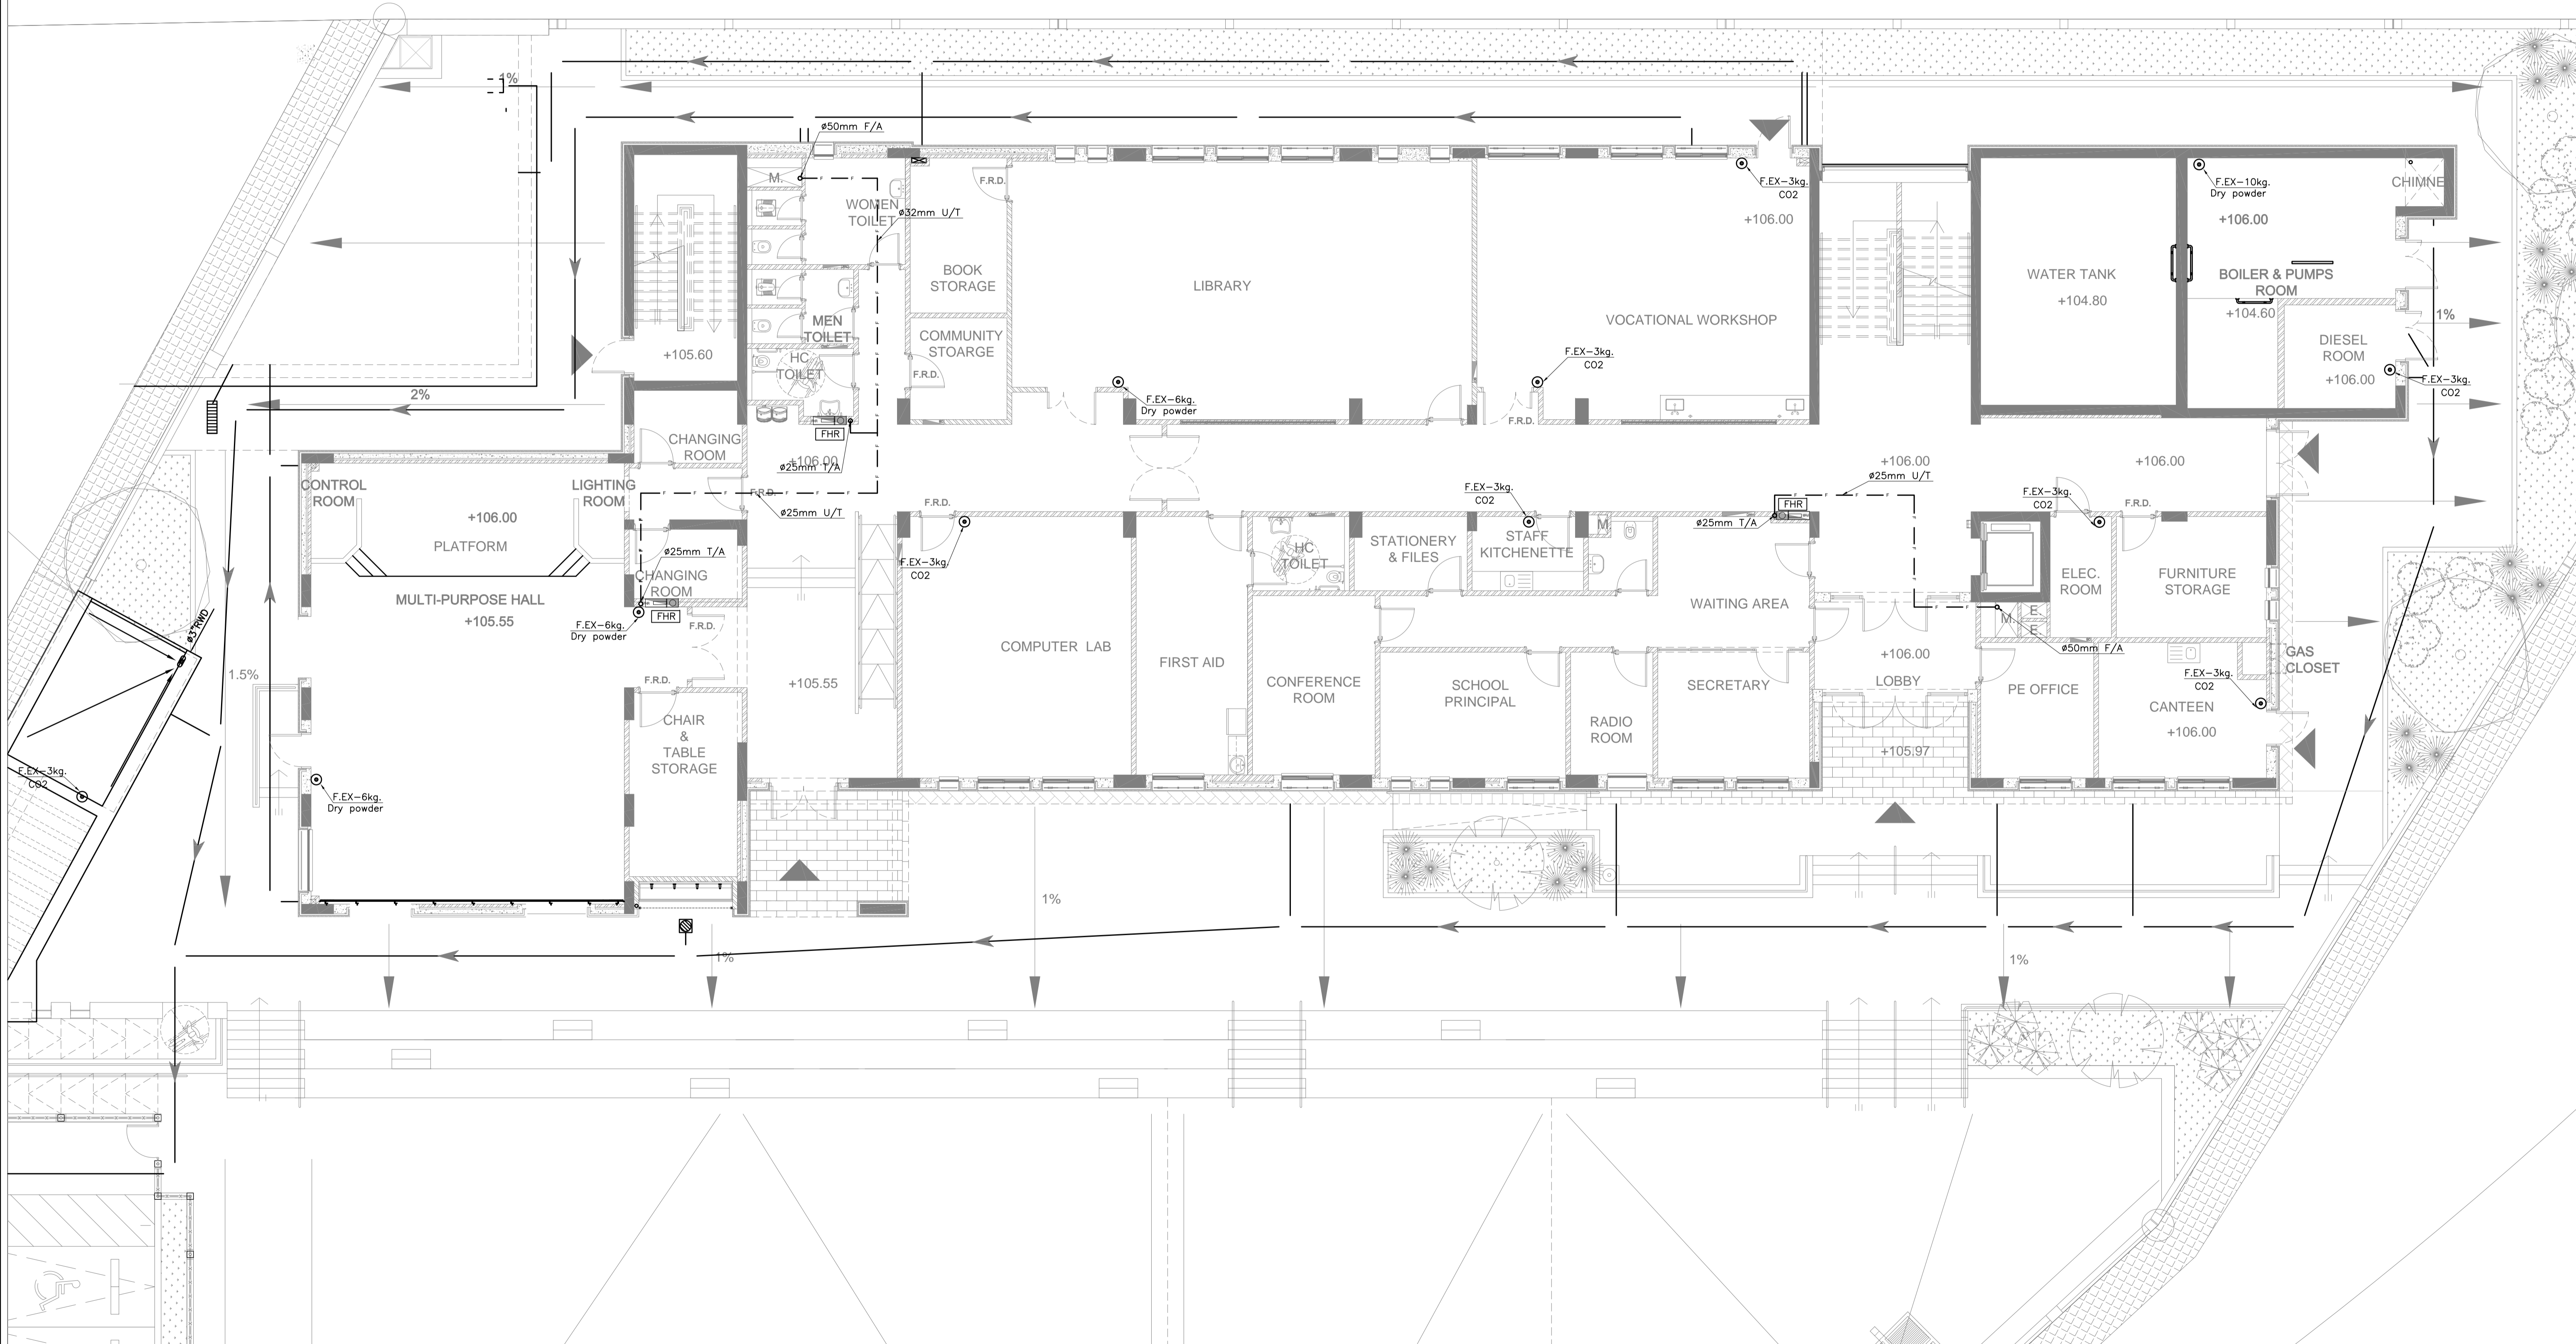 1%
ø50mm F/A
M.
WOMEN
TOILET
ø32mm U/T
F.R.D.
F.EX-3kg.
CO2
+106.00
F.EX-10kg.
Dry powder
+106.00
CHIMNE
BOOK
STORAGE
LIBRARY
WATER TANK
+104.80
BOILER & PUMPS
ROOM
+104.60
1%
MEN
TOILET
COMMUNITY
STOARGE
VOCATIONAL WORKSHOP
DIESEL
ROOM
+106.00
+105.60
HC
TOILET
F.R.D.
F.EX-3kg.
CO2
F.EX-3kg.
CO2
2%
F.EX-6kg.
Dry powder
F.R.D.
FHR
CHANGING
ROOM
+106.00
ø25mm T/A
+106.00
ø25mm U/T
+106.00
CONTROL
ROOM
LIGHTING
ROOM
F.R.D.
F.R.D.
F.EX-3kg.
CO2
F.EX-3kg.
CO2
F.R.D.
+106.00
PLATFORM
ø25mm U/T
FHR
ø25mm T/A
M.
STATIONERY
& FILES
STAFF
KITCHENETTE
HC
TOILET
ø25mm T/A
F.EX-3kg.
CO2
CHANGING
ROOM
ELEC.
ROOM
FURNITURE
STORAGE
MULTI-PURPOSE HALL
+105.55
FHR
F.EX-6kg.
Dry powder
F.R.D.
WAITING AREA
E.
M.
E.
ø3"RWD
COMPUTER LAB
FIRST AID
+106.00
LOBBY
ø50mm F/A
GAS
CLOSET
1.5%
F.R.D.
+105.55
CONFERENCE
ROOM
SCHOOL
PRINCIPAL
SECRETARY
PE OFFICE
F.EX-3kg.
CO2
CANTEEN
+106.00
CHAIR
&
TABLE
STORAGE
RADIO
ROOM
+105.97
F.EX-3kg.
CO2
F.EX-6kg.
Dry powder
1%
1%
1%